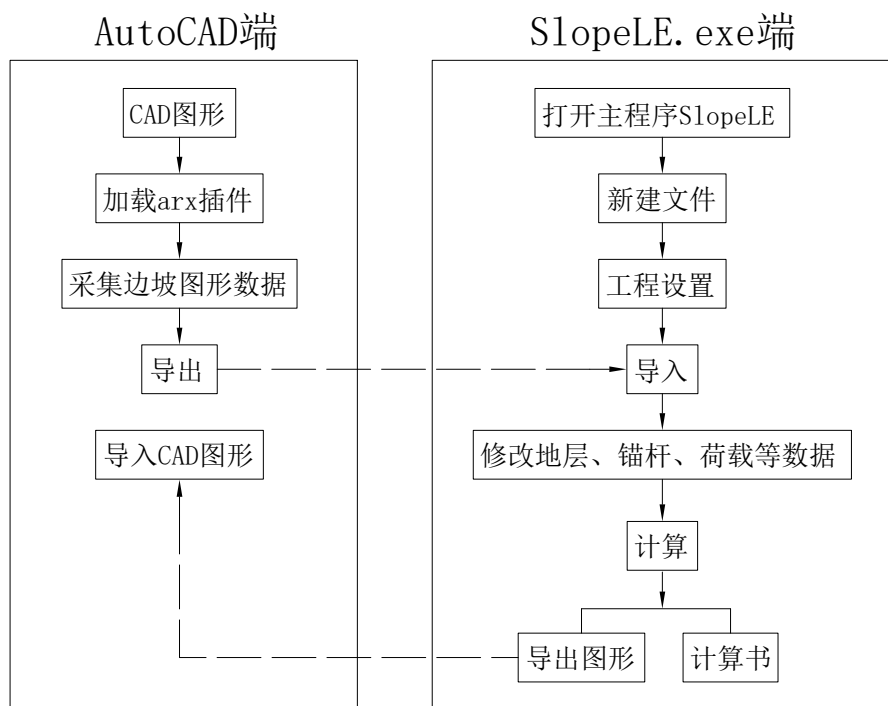 AutoCAD端
CAD图形
加载arx插件
采集边坡图形数据
导出
导入CAD图形
SlopeLE.exe端
打开主程序SlopeLE
新建文件
工程设置
导入
修改地层、锚杆、荷载等数据
计算
导出图形
计算书